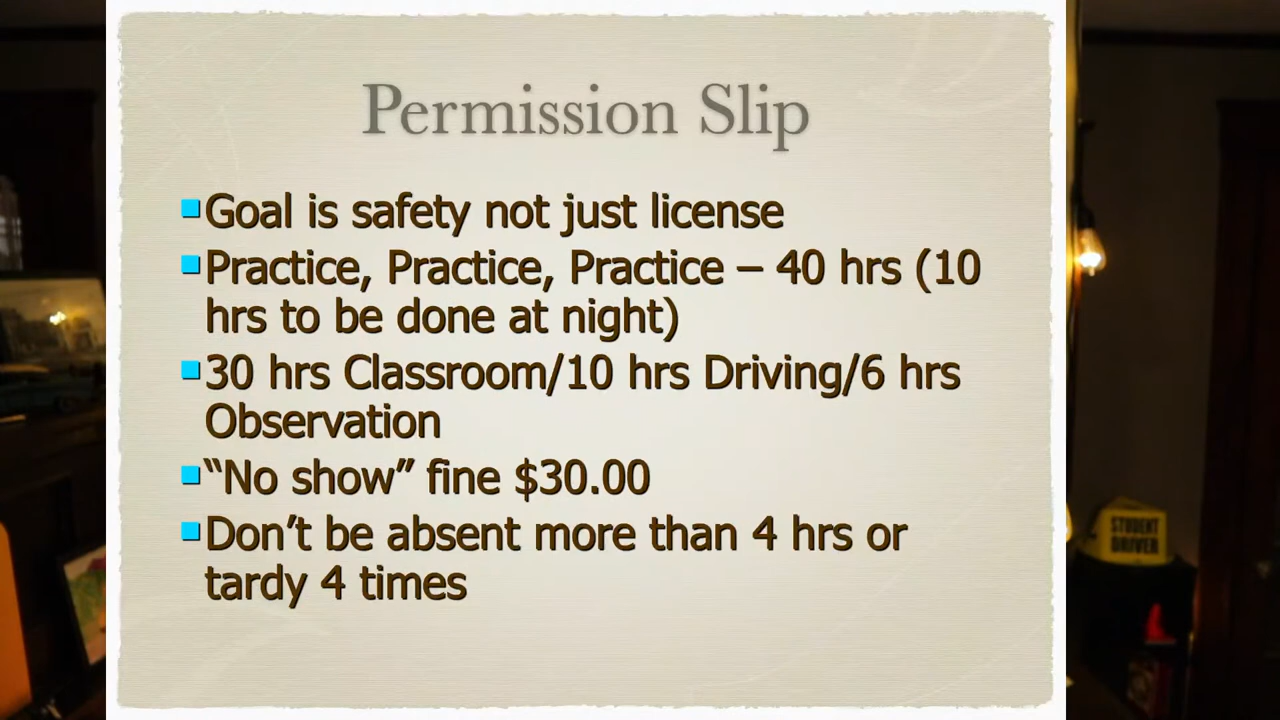 Permission Slip
Goal is safety not just license
Practice, Practice, Practice – 40 hrs (10
hrs to be done at night)
30 hrs Classroom/10 hrs Driving/6 hrs
Observation
“No show” fine $30.00
Don’t be absent more than 4 hrs or
tardy 4 times
STUDENT
DRIVER